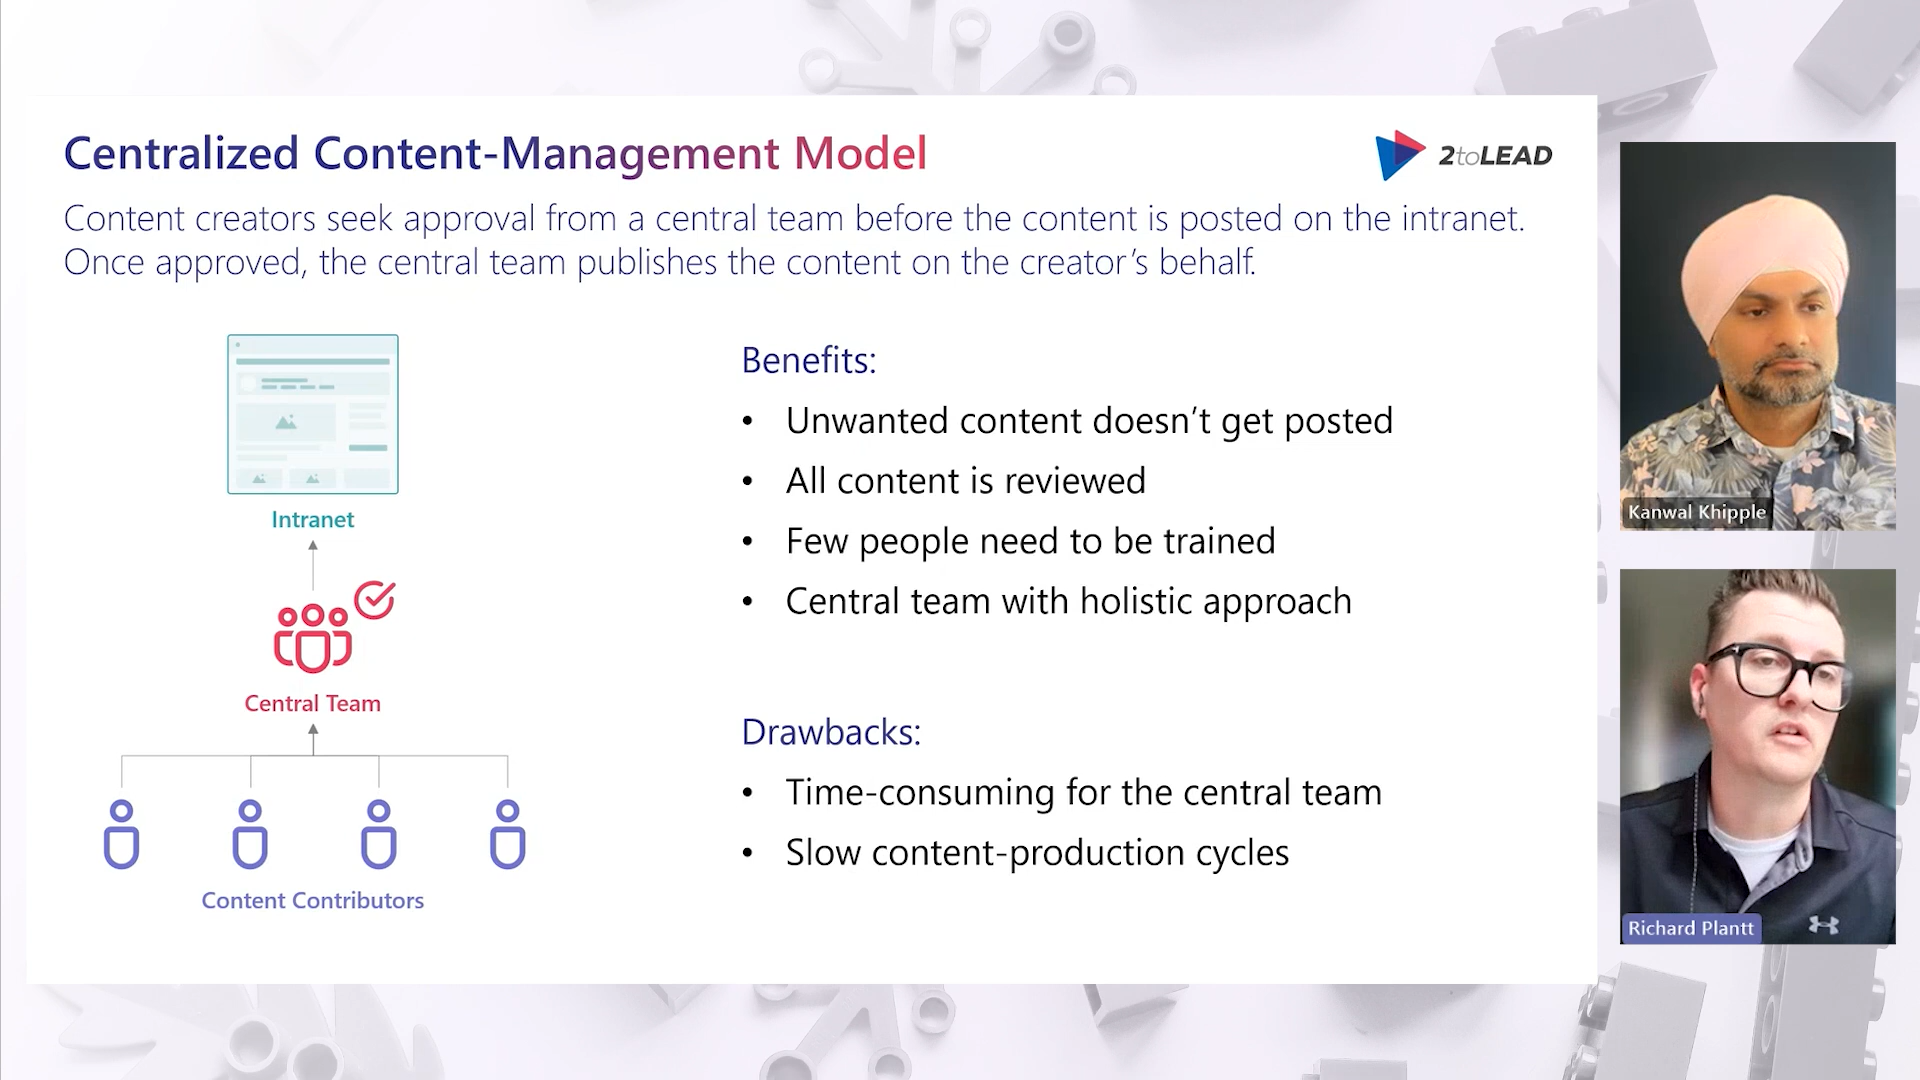 Centralized Content-Management Model
2toLEAD
Content creators seek approval from a central team before the content is posted on the intranet.
Once approved, the central team publishes the content on the creator’s behalf.
Intranet
Central Team
Content Contributors
Benefits:
• Unwanted content doesn’t get posted
• All content is reviewed
• Few people need to be trained
• Central team with holistic approach
Drawbacks:
• Time-consuming for the central team
• Slow content-production cycles
Kanwal Khipple
Richard Plantt